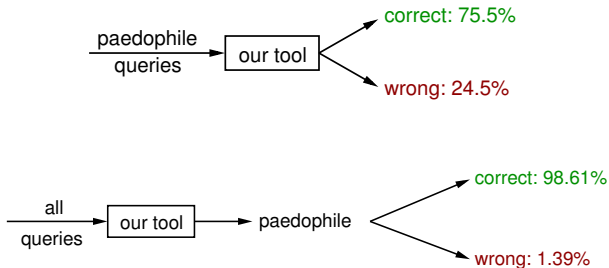 correct: 75.5%
paedophile
queries
our tool
wrong: 24.5%
correct: 98.61%
all
queries
our tool
paedophile
wrong: 1.39%